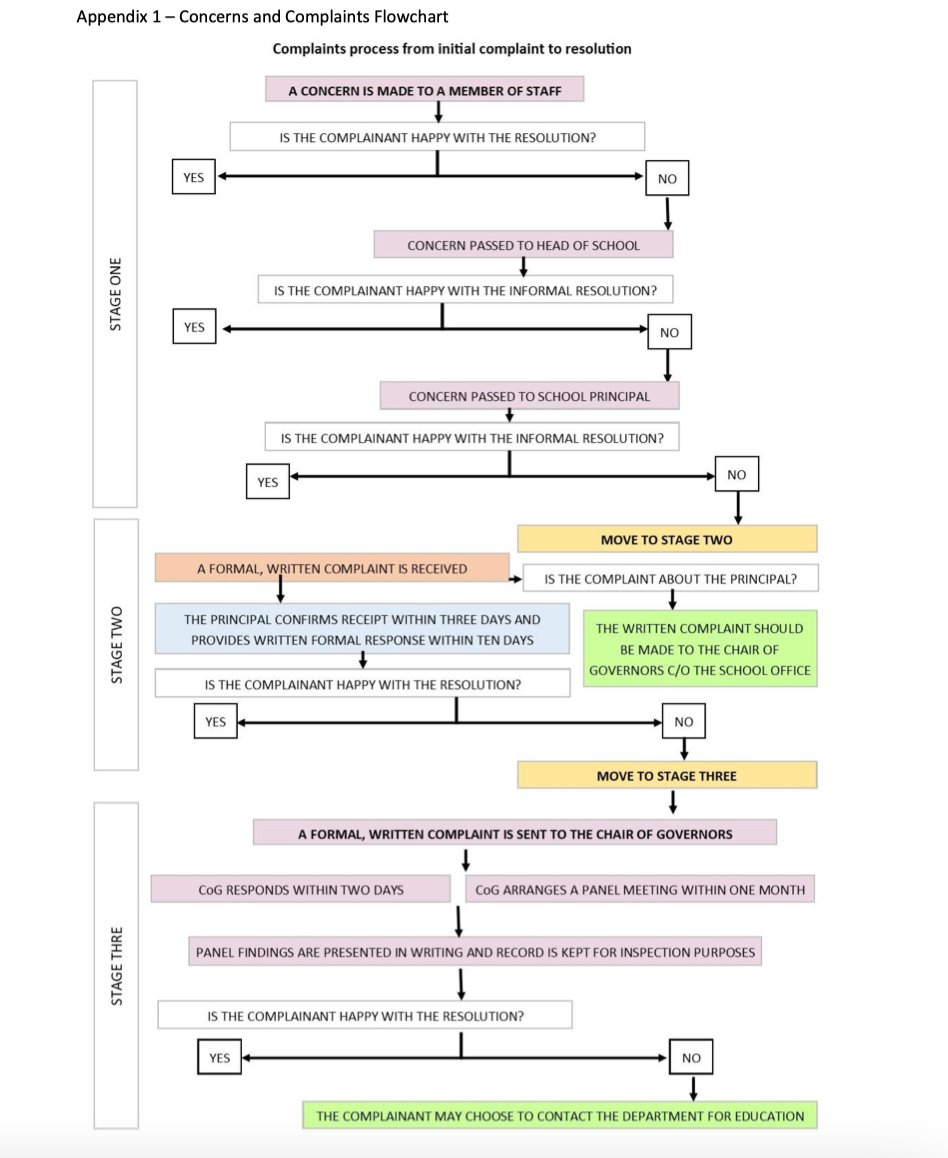 Appendix 1 – Concerns and Complaints Flowchart
Complaints process from initial complaint to resolution
STAGE ONE
A CONCERN IS MADE TO A MEMBER OF STAFF
IS THE COMPLAINANT HAPPY WITH THE RESOLUTION?
YES
NO
CONCERN PASSED TO HEAD OF SCHOOL
IS THE COMPLAINANT HAPPY WITH THE INFORMAL RESOLUTION?
YES
NO
CONCERN PASSED TO SCHOOL PRINCIPAL
IS THE COMPLAINANT HAPPY WITH THE INFORMAL RESOLUTION?
YES
NO
STAGE TWO
MOVE TO STAGE TWO
A FORMAL, WRITTEN COMPLAINT IS RECEIVED
IS THE COMPLAINT ABOUT THE PRINCIPAL?
THE PRINCIPAL CONFIRMS RECEIPT WITHIN THREE DAYS AND
PROVIDES WRITTEN FORMAL RESPONSE WITHIN TEN DAYS
THE WRITTEN COMPLAINT SHOULD
BE MADE TO THE CHAIR OF
GOVERNORS C/O THE SCHOOL OFFICE
IS THE COMPLAINANT HAPPY WITH THE RESOLUTION?
YES
NO
MOVE TO STAGE THREE
STAGE THRE
A FORMAL, WRITTEN COMPLAINT IS SENT TO THE CHAIR OF GOVERNORS
CoG RESPONDS WITHIN TWO DAYS
CoG ARRANGES A PANEL MEETING WITHIN ONE MONTH
PANEL FINDINGS ARE PRESENTED IN WRITING AND RECORD IS KEPT FOR INSPECTION PURPOSES
IS THE COMPLAINANT HAPPY WITH THE RESOLUTION?
YES
NO
THE COMPLAINANT MAY CHOOSE TO CONTACT THE DEPARTMENT FOR EDUCATION